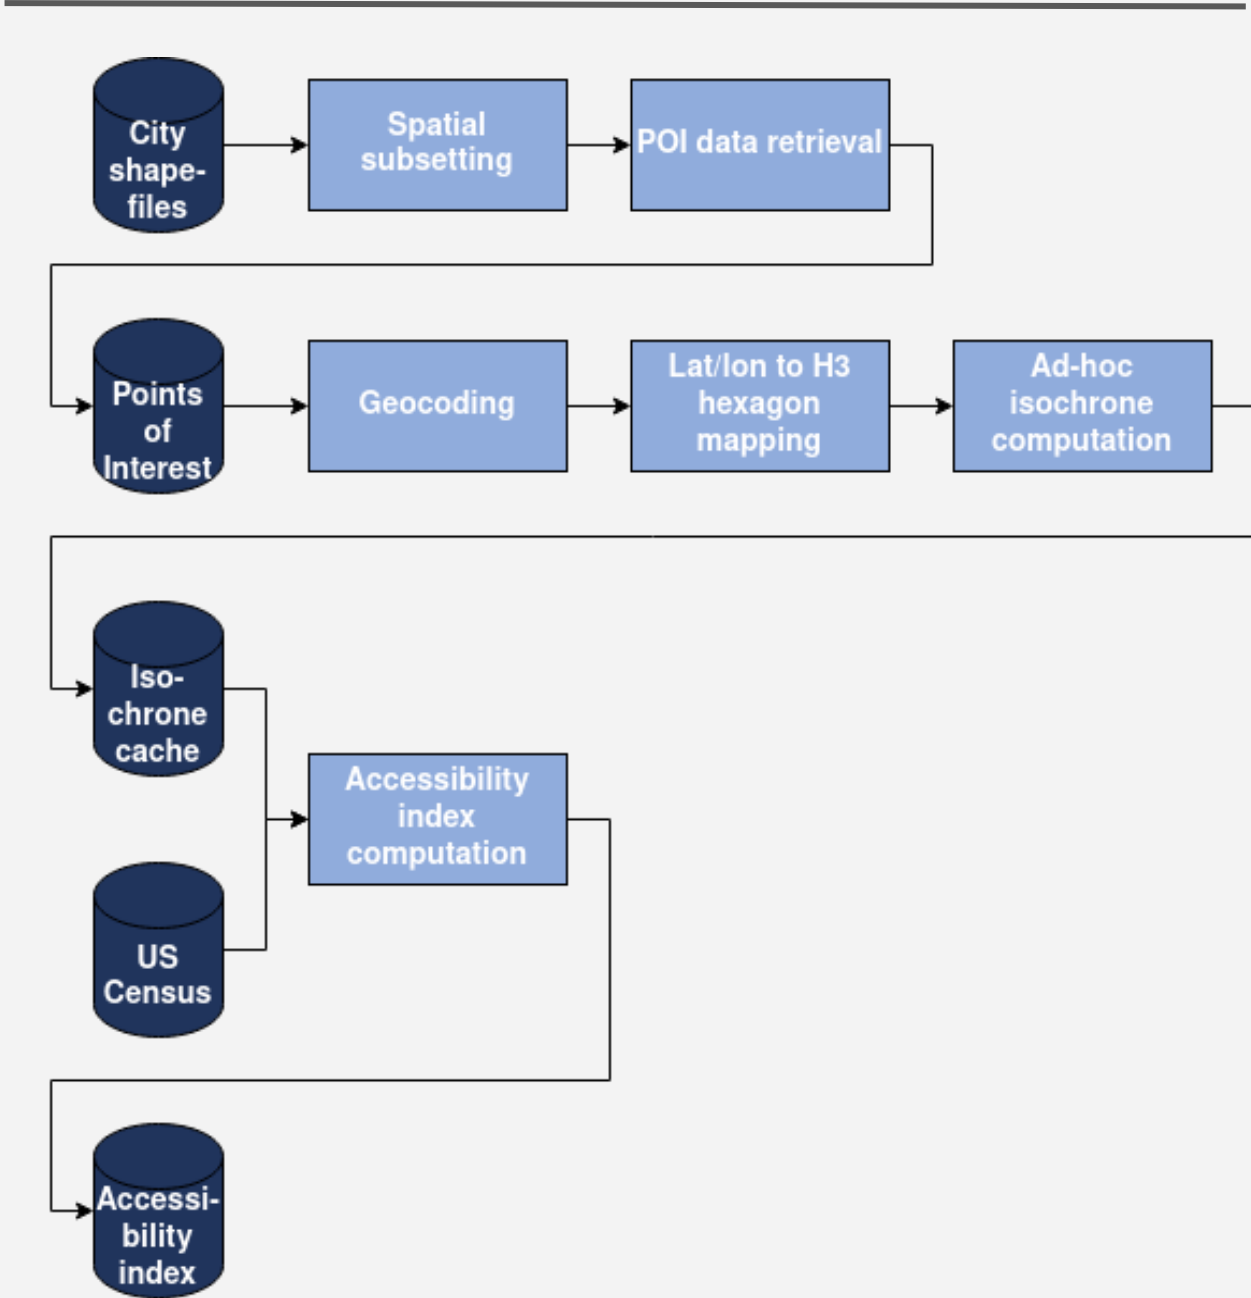 City
shape-
files
Spatial
subsetting
POI data retrieval
Points
of
Interest
Geocoding
Lat/lon to H3
hexagon
mapping
Ad-hoc
isochrone
computation
Iso-
chrone
cache
Accessibility
index
computation
US
Census
Accessi-
bility
index